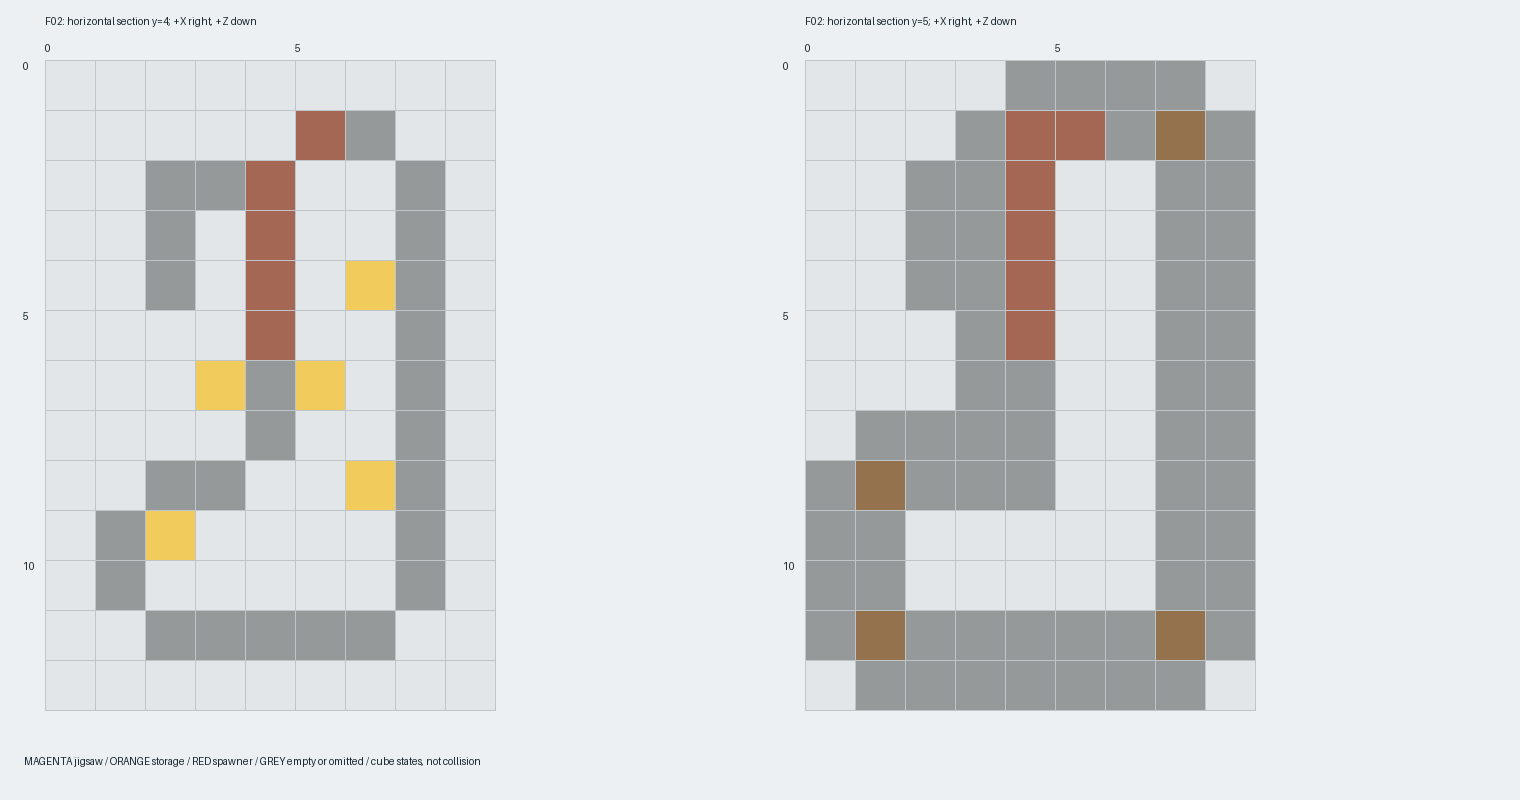 F02: horizontal section y=4; +X right, +Z down
F02: horizontal section y=5; +X right, +Z down
0 5
0 5
0
0
5
5
10
10
MAGENTA jigsaw / ORANGE storage / RED spawner / GREY empty or omitted / cube states, not collision